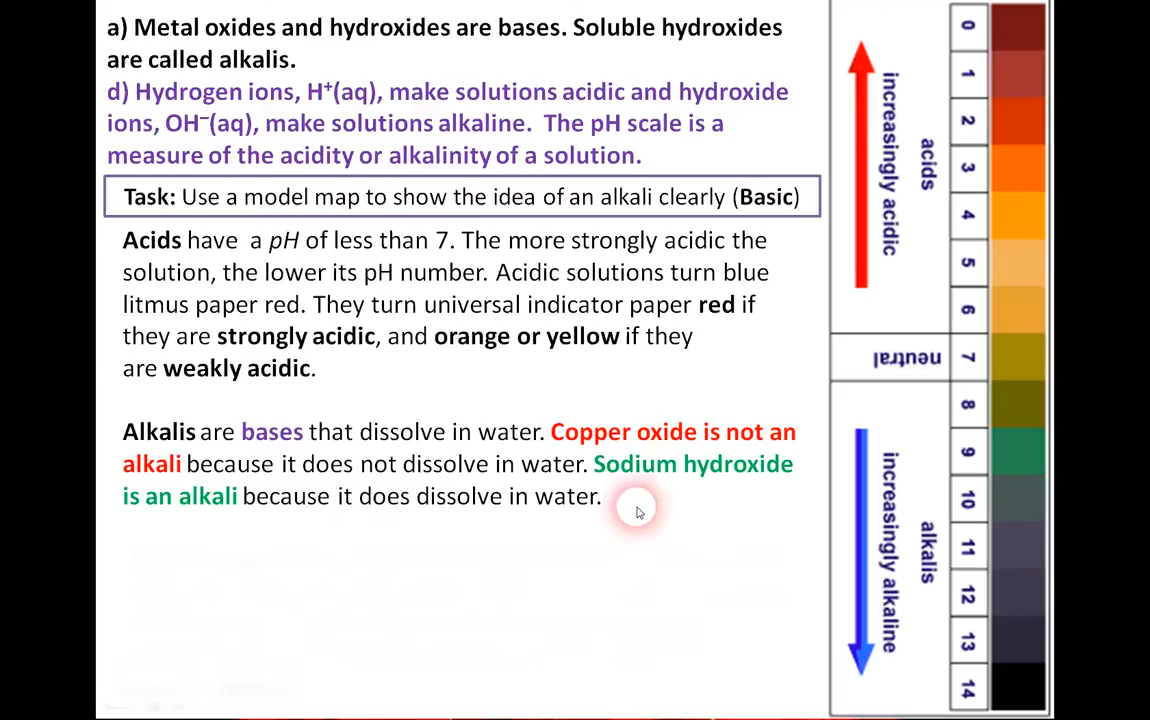 a) Metal oxides and hydroxides are bases. Soluble hydroxides
are called alkalis.
d) Hydrogen ions, H⁺(aq), make solutions acidic and hydroxide
ions, OH⁻(aq), make solutions alkaline. The pH scale is a
measure of the acidity or alkalinity of a solution.
Task: Use a model map to show the idea of an alkali clearly (Basic)
Acids have a pH of less than 7. The more strongly acidic the
solution, the lower its pH number. Acidic solutions turn blue
litmus paper red. They turn universal indicator paper red if
they are strongly acidic, and orange or yellow if they
are weakly acidic.
Alkalis are bases that dissolve in water. Copper oxide is not an
alkali because it does not dissolve in water. Sodium hydroxide
is an alkali because it does dissolve in water.
acids
increasingly acidic
neutral
alkalis
increasingly alkaline
0
1
2
3
4
5
6
7
8
9
10
11
12
13
14